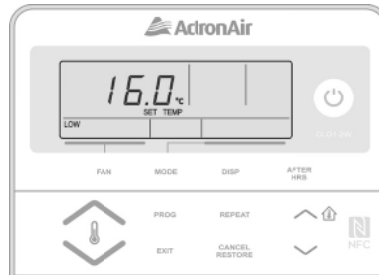 ActronAir
16.0 °C
SET TEMP
LOW
FAN MODE DISP AFTER HRS
PROG REPEAT
EXIT CANCEL RESTORE
NFC